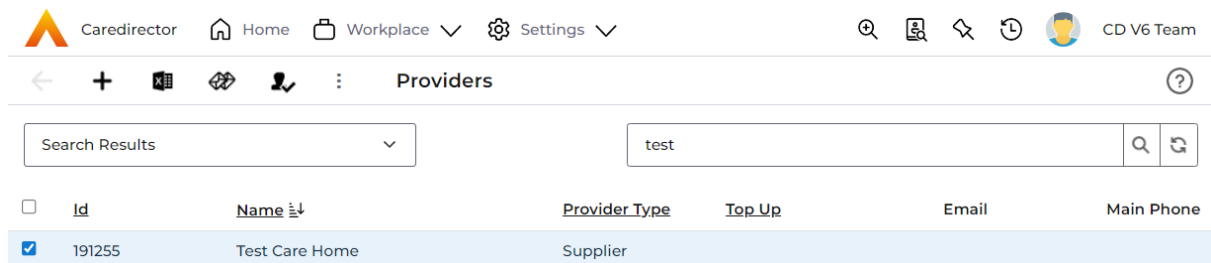 Caredirector Home Workplace Settings CD V6 Team
Providers
Search Results test
Id Name Provider Type Top Up Email Main Phone
191255 Test Care Home Supplier